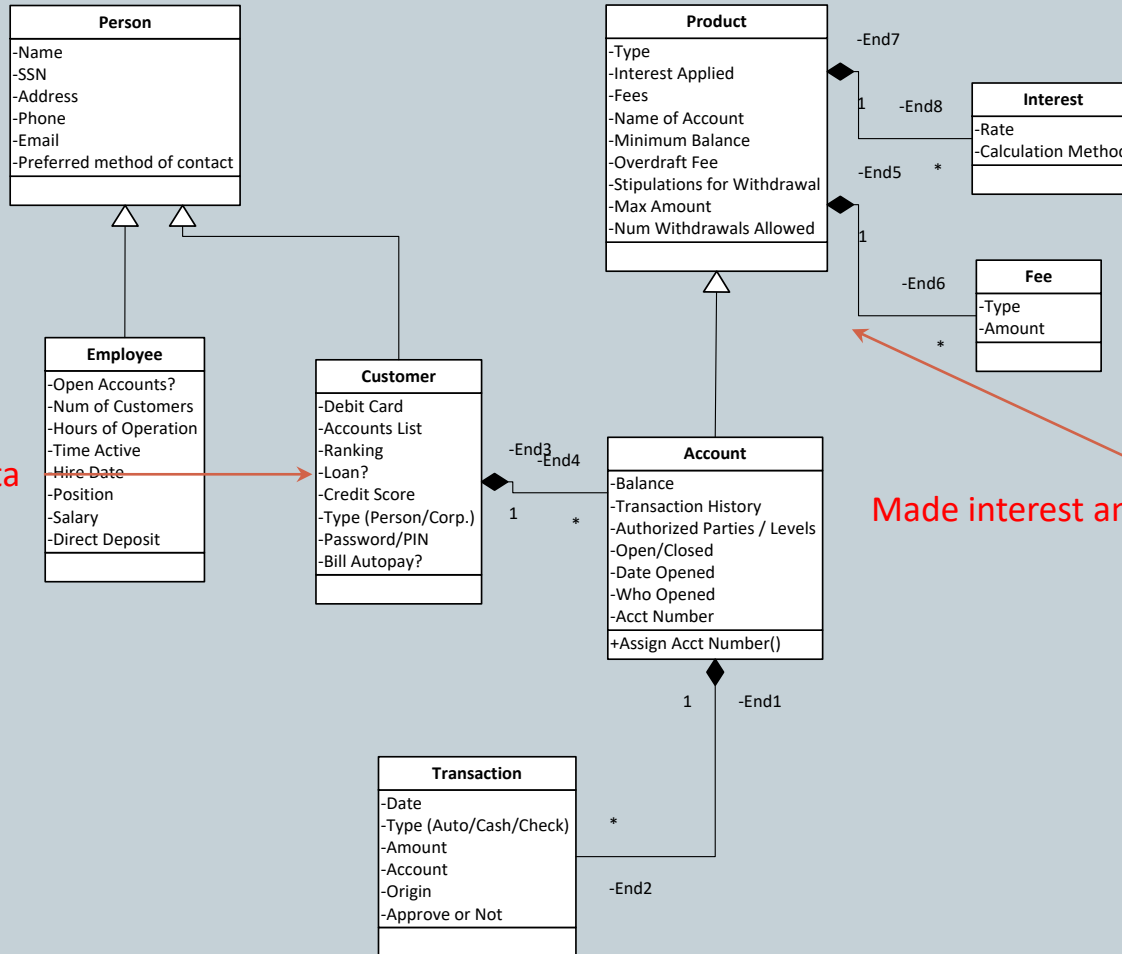 Person
-Name
-SSN
-Address
-Phone
-Email
-Preferred method of contact
Product
-Type
-Interest Applied
-Fees
-Name of Account
-Minimum Balance
-Overdraft Fee
-Stipulations for Withdrawal
-Max Amount
-Num Withdrawals Allowed
-End7
1
-End8
*
Interest
-Rate
-Calculation Method
-End5
1
-End6
*
Fee
-Type
-Amount
Employee
-Open Accounts?
-Num of Customers
-Hours of Operation
-Time Active
-Hire Date
-Position
-Salary
-Direct Deposit
Customer
-Debit Card
-Accounts List
-Ranking
-Loan?
-Credit Score
-Type (Person/Corp.)
-Password/PIN
-Bill Autopay?
-End3
-End4
1
*
Account
-Balance
-Transaction History
-Authorized Parties / Levels
-Open/Closed
-Date Opened
-Who Opened
-Acct Number
+Assign Acct Number()
Made interest
1
-End1
Transaction
-Date
-Type (Auto/Cash/Check)
-Amount
-Account
-Origin
-Approve or Not
*
-End2